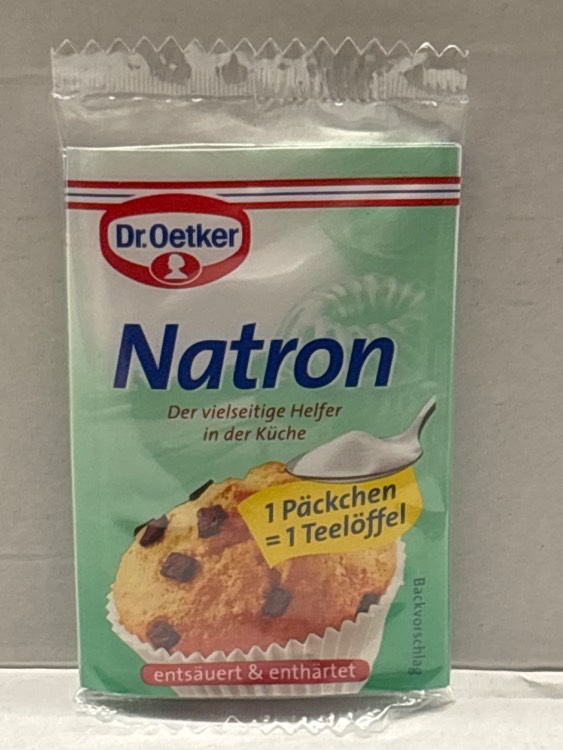 Dr.Oetker
Natron
Der vielseitige Helfer
in der Küche
1 Päckchen
= 1 Teelöffel
Backvorschlag
entsäuert & enthärtet